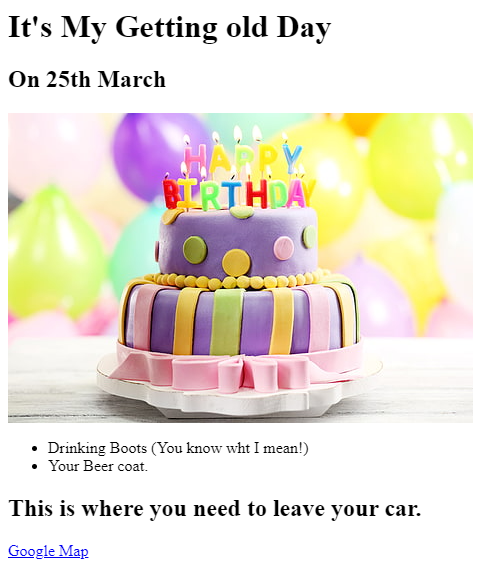 It's My Getting old Day
On 25th March
HAPPY
BIRTHDAY
Drinking Boots (You know wht I mean!)
Your Beer coat.
This is where you need to leave your car.
Google Map